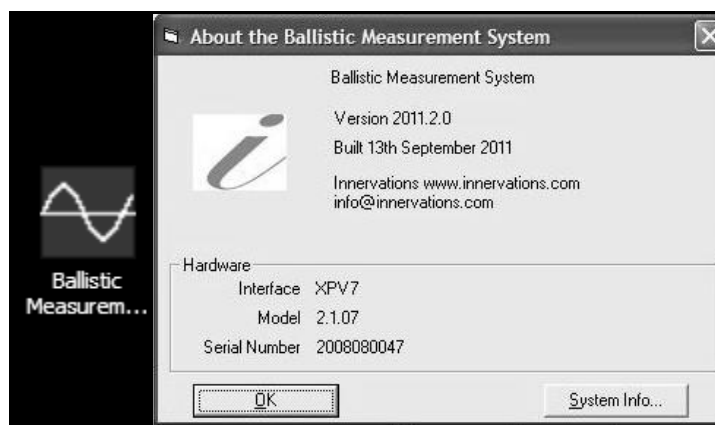 About the Ballistic Measurement System
Ballistic Measurement System
Version 2011.2.0
Built 13th September 2011
Innervations www.innervations.com
info@innervations.com
Ballistic
Measurem...
Hardware
Interface XPV7
Model 2.1.07
Serial Number 2008080047
OK
System Info...